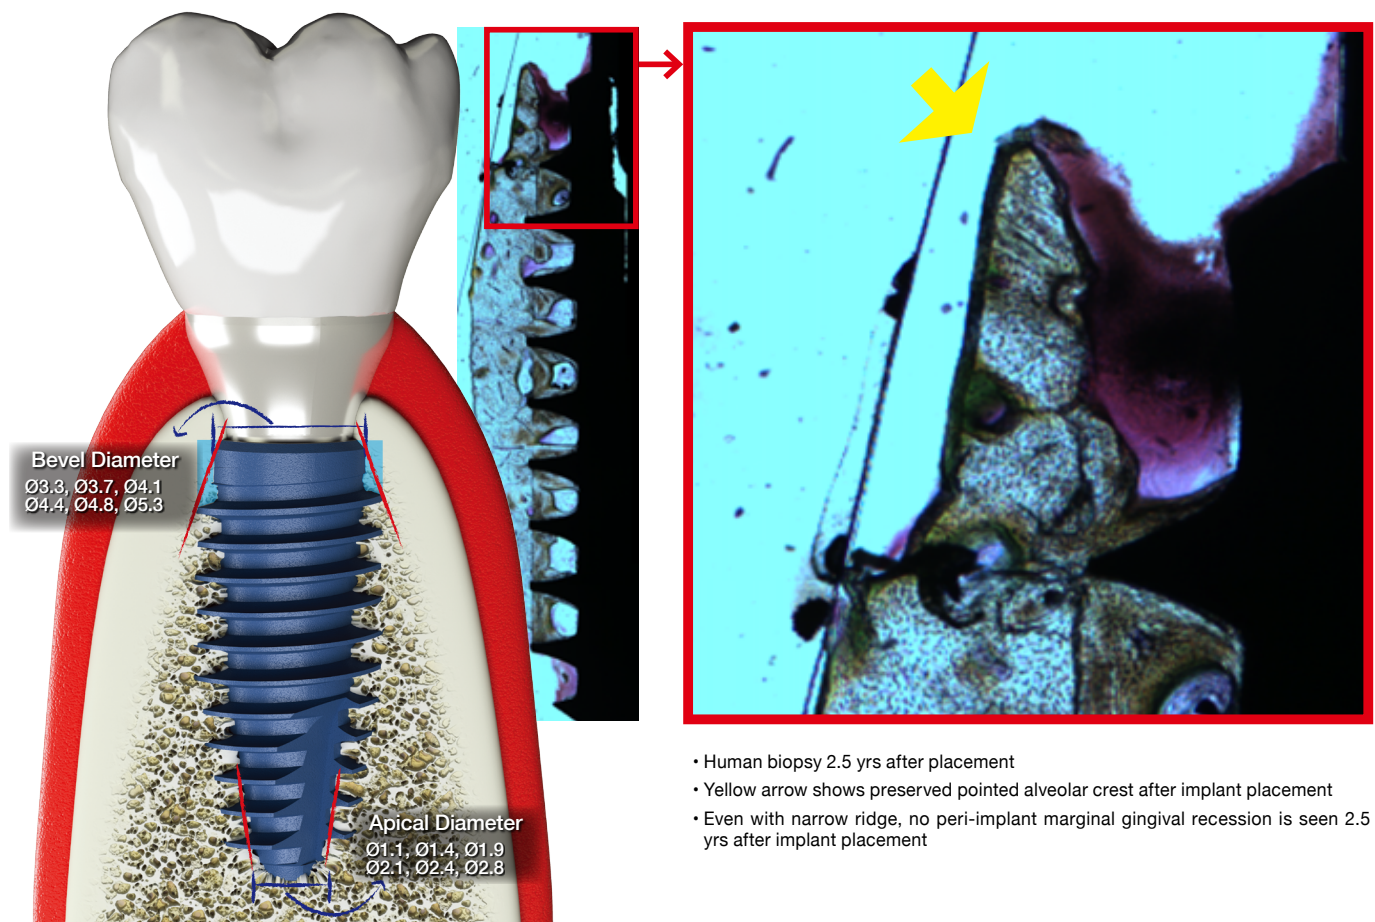 Bevel Diameter
Ø3.3, Ø3.7, Ø4.1
Ø4.4, Ø4.8, Ø5.3
Apical Diameter
Ø1.1, Ø1.4, Ø1.9
Ø2.1, Ø2.4, Ø2.8
• Human biopsy 2.5 yrs after placement
• Yellow arrow shows preserved pointed alveolar crest after implant placement
• Even with narrow ridge, no peri-implant marginal gingival recession is seen 2.5
yrs after implant placement